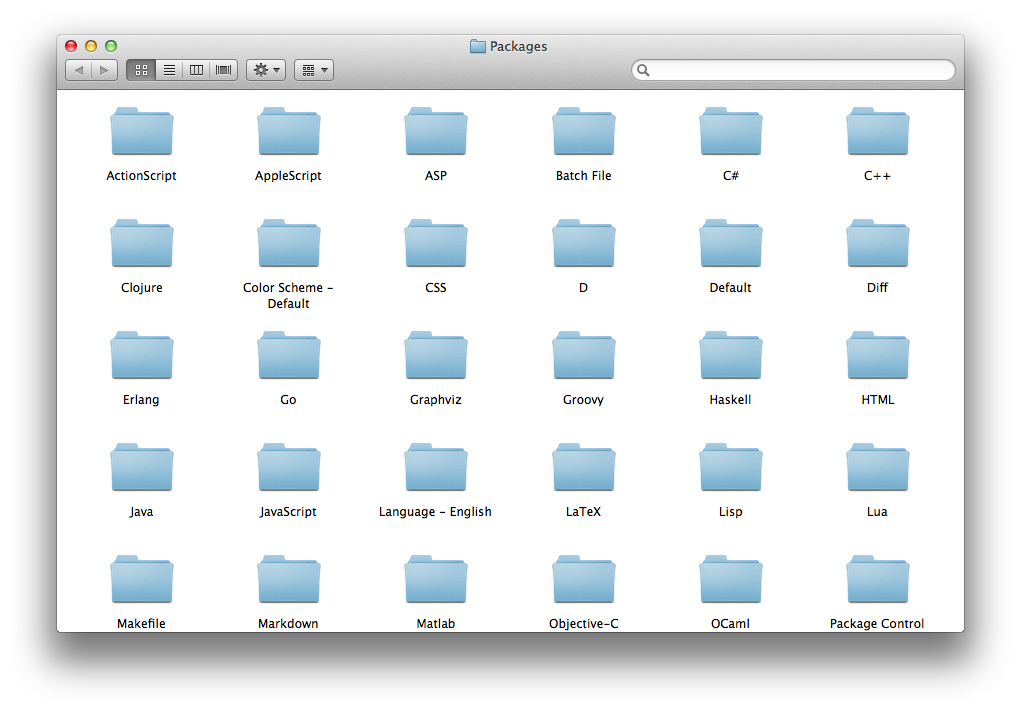 Packages
ActionScript
AppleScript
ASP
Batch File
C#
C++
Clojure
Color Scheme –
Default
CSS
D
Default
Diff
Erlang
Go
Graphviz
Groovy
Haskell
HTML
Java
JavaScript
Language – English
LaTeX
Lisp
Lua
Makefile
Markdown
Matlab
Objective-C
OCaml
Package Control